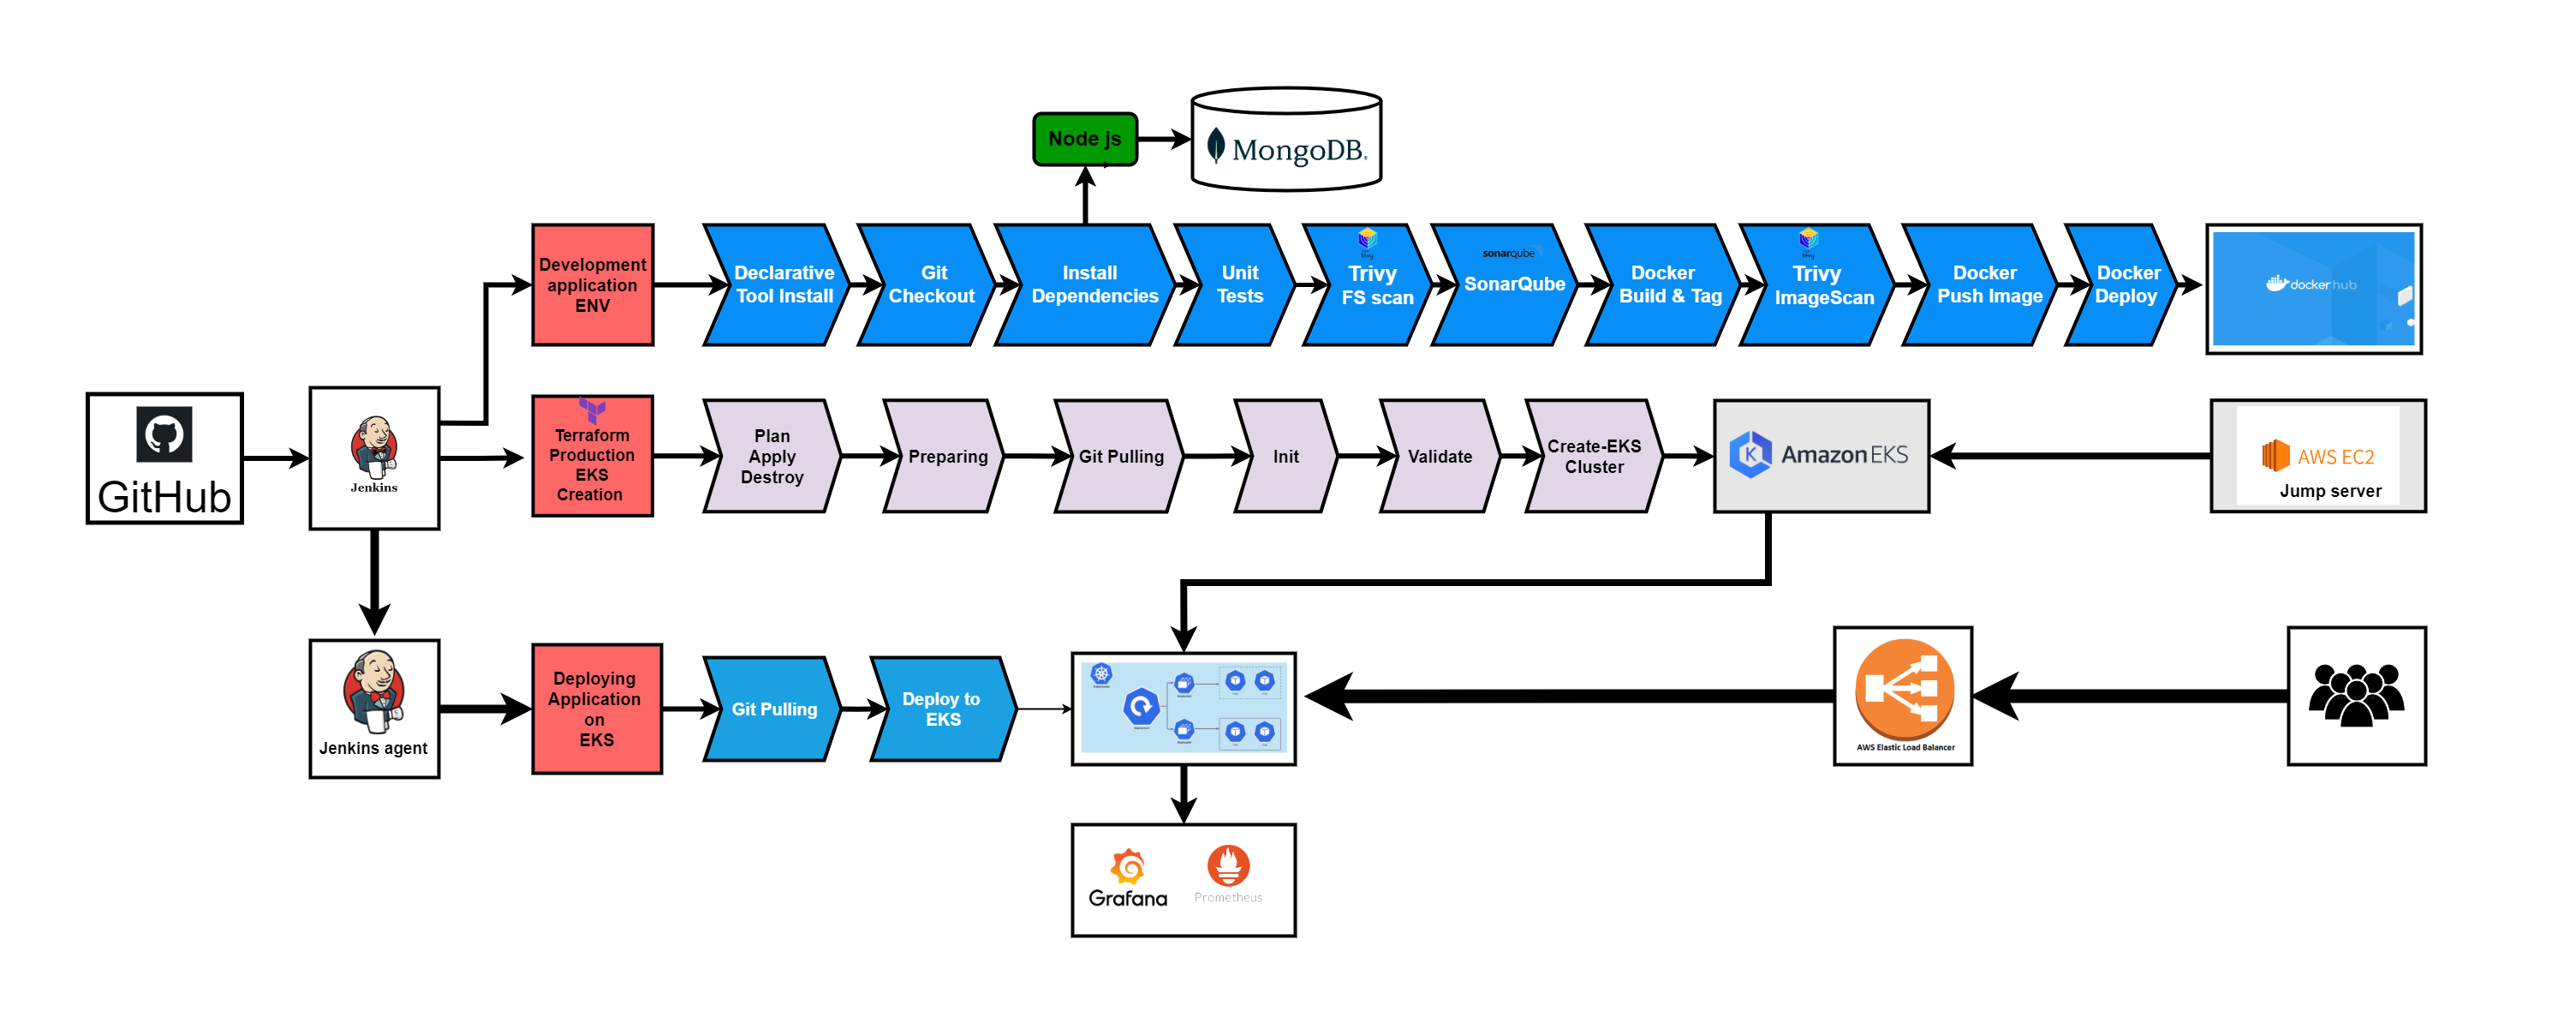 Node js
MongoDB®
Development
application
ENV
Declarative
Tool Install
Git
Checkout
Install
Dependencies
Unit
Tests
Trivy
FS scan
sonarqube
SonarQube
Docker
Build & Tag
trivy
Trivy
ImageScan
Docker
Push Image
Docker
Deploy
docker hub
GitHub
Jenkins
Terraform
Production
EKS
Creation
Plan
Apply
Destroy
Preparing
Git Pulling
Init
Validate
Create-EKS
Cluster
Amazon EKS
AWS EC2
Jump server
Jenkins agent
Deploying
Application
on
EKS
Git Pulling
Deploy to
EKS
AWS Elastic Load Balancer
Grafana
Prometheus